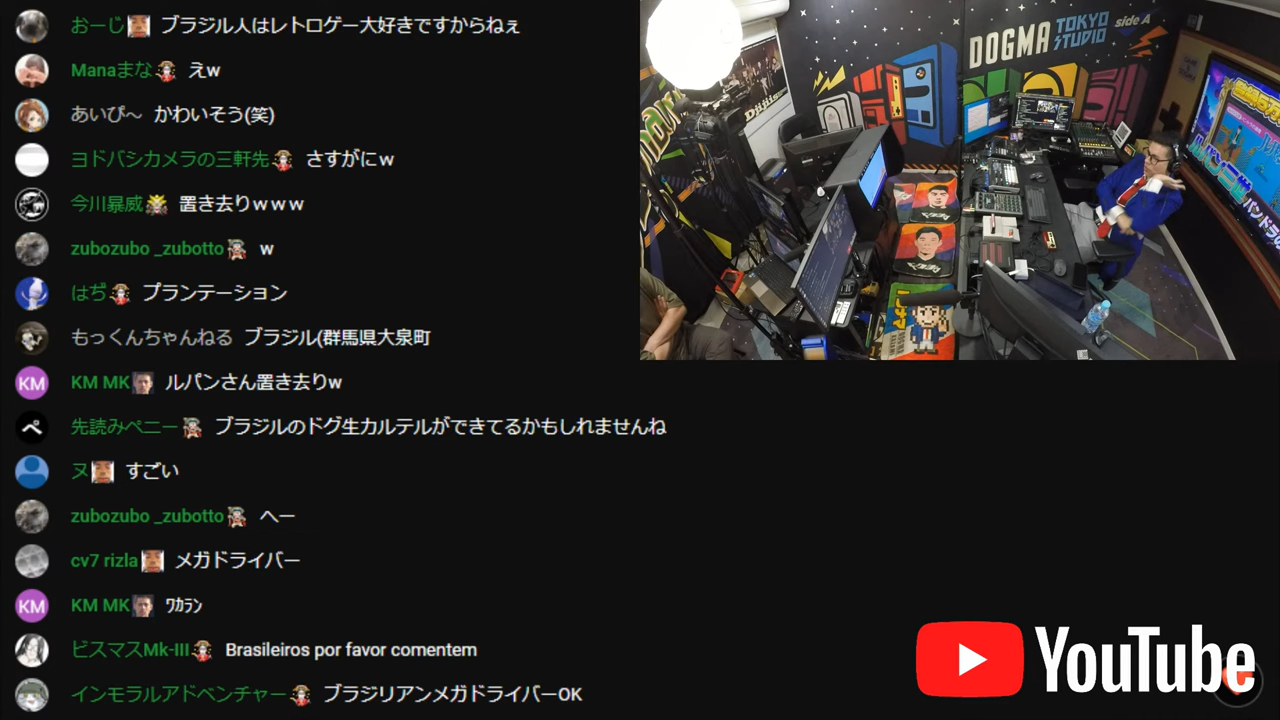 おーじ ブラジル人はレトロゲー大好きですからねぇ
Manaまな えw
あいぴ〜 かわいそう(笑)
ヨドバシカメラの三軒先 さすがにw
今川暴威 置き去りｗｗｗ
zubozubo _zubotto w
はぢ プランテーション
もっくんちゃんねる ブラジル(群馬県大泉町
KM MK ルパンさん置き去りw
先読みペニー ブラジルのドグ生カルテルができてるかもしれませんね
ヌ すごい
zubozubo _zubotto へー
cv7 rizla メガドライバー
KM MK ﾜｶﾗﾝ
ビスマスMk-III Brasileiros por favor comentem
インモラルアドベンチャー ブラジリアンメガドライバーOK
KM
KM
ペ
DOGMA TOKYO STUDIO side A
ルパン三世
YouTube